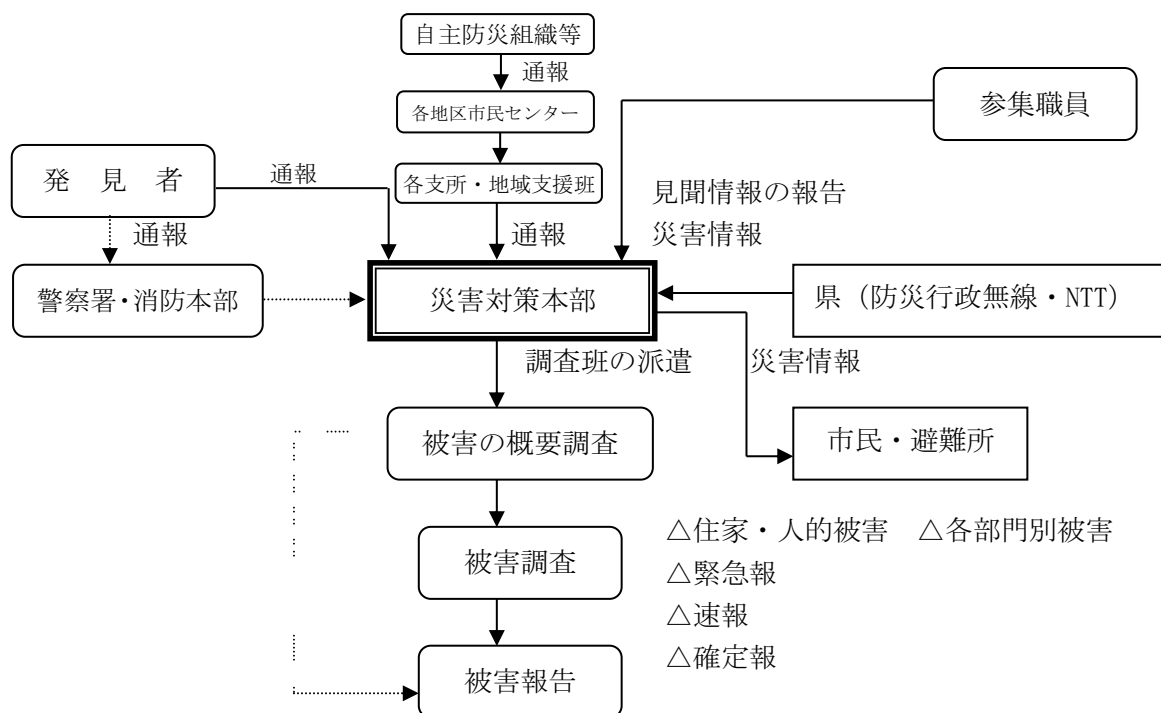 自主防災組織等
通報
各地区市民センター
参集職員
発 見 者
通報
各支所・地域支援班
見聞情報の報告
通報
通報
災害情報
警察署・消防本部
災害対策本部
県（防災行政無線・NTT）
調査班の派遣
災害情報
被害の概要調査
市民・避難所
△住家・人的被害　△各部門別被害
被害調査
△緊急報
△速報
△確定報
被害報告